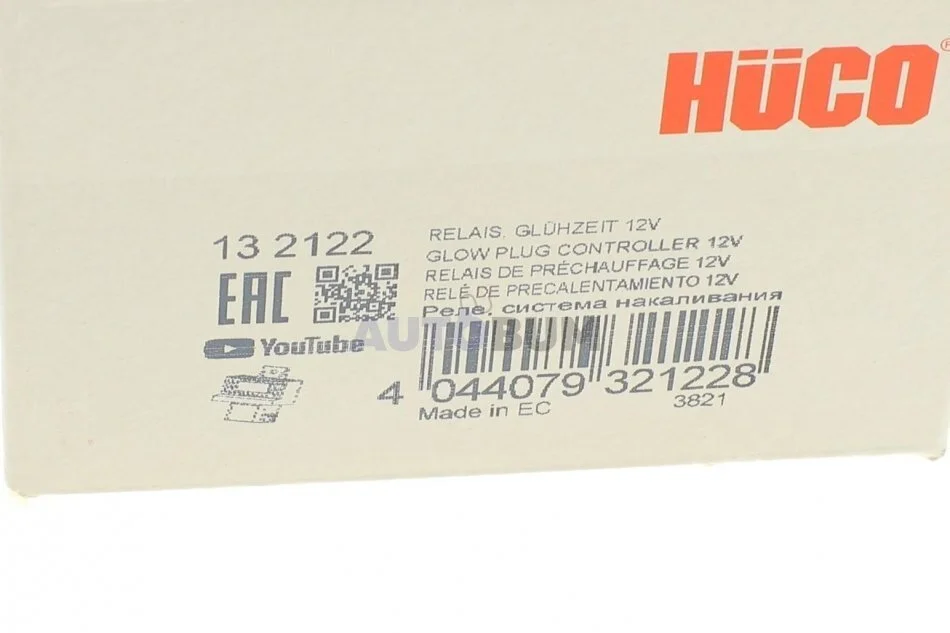 HÜCO®
13 2122
EAC
YouTube
RELAIS. GLÜHZEIT 12V
GLOW PLUG CONTROLLER 12V
RELAIS DE PRÉCHAUFFAGE 12V
RELÉ DE PRECALENTAMIENTO 12V
Реле, система накаливания
AUTOBUM
4 044079 321228
Made in EC
3821